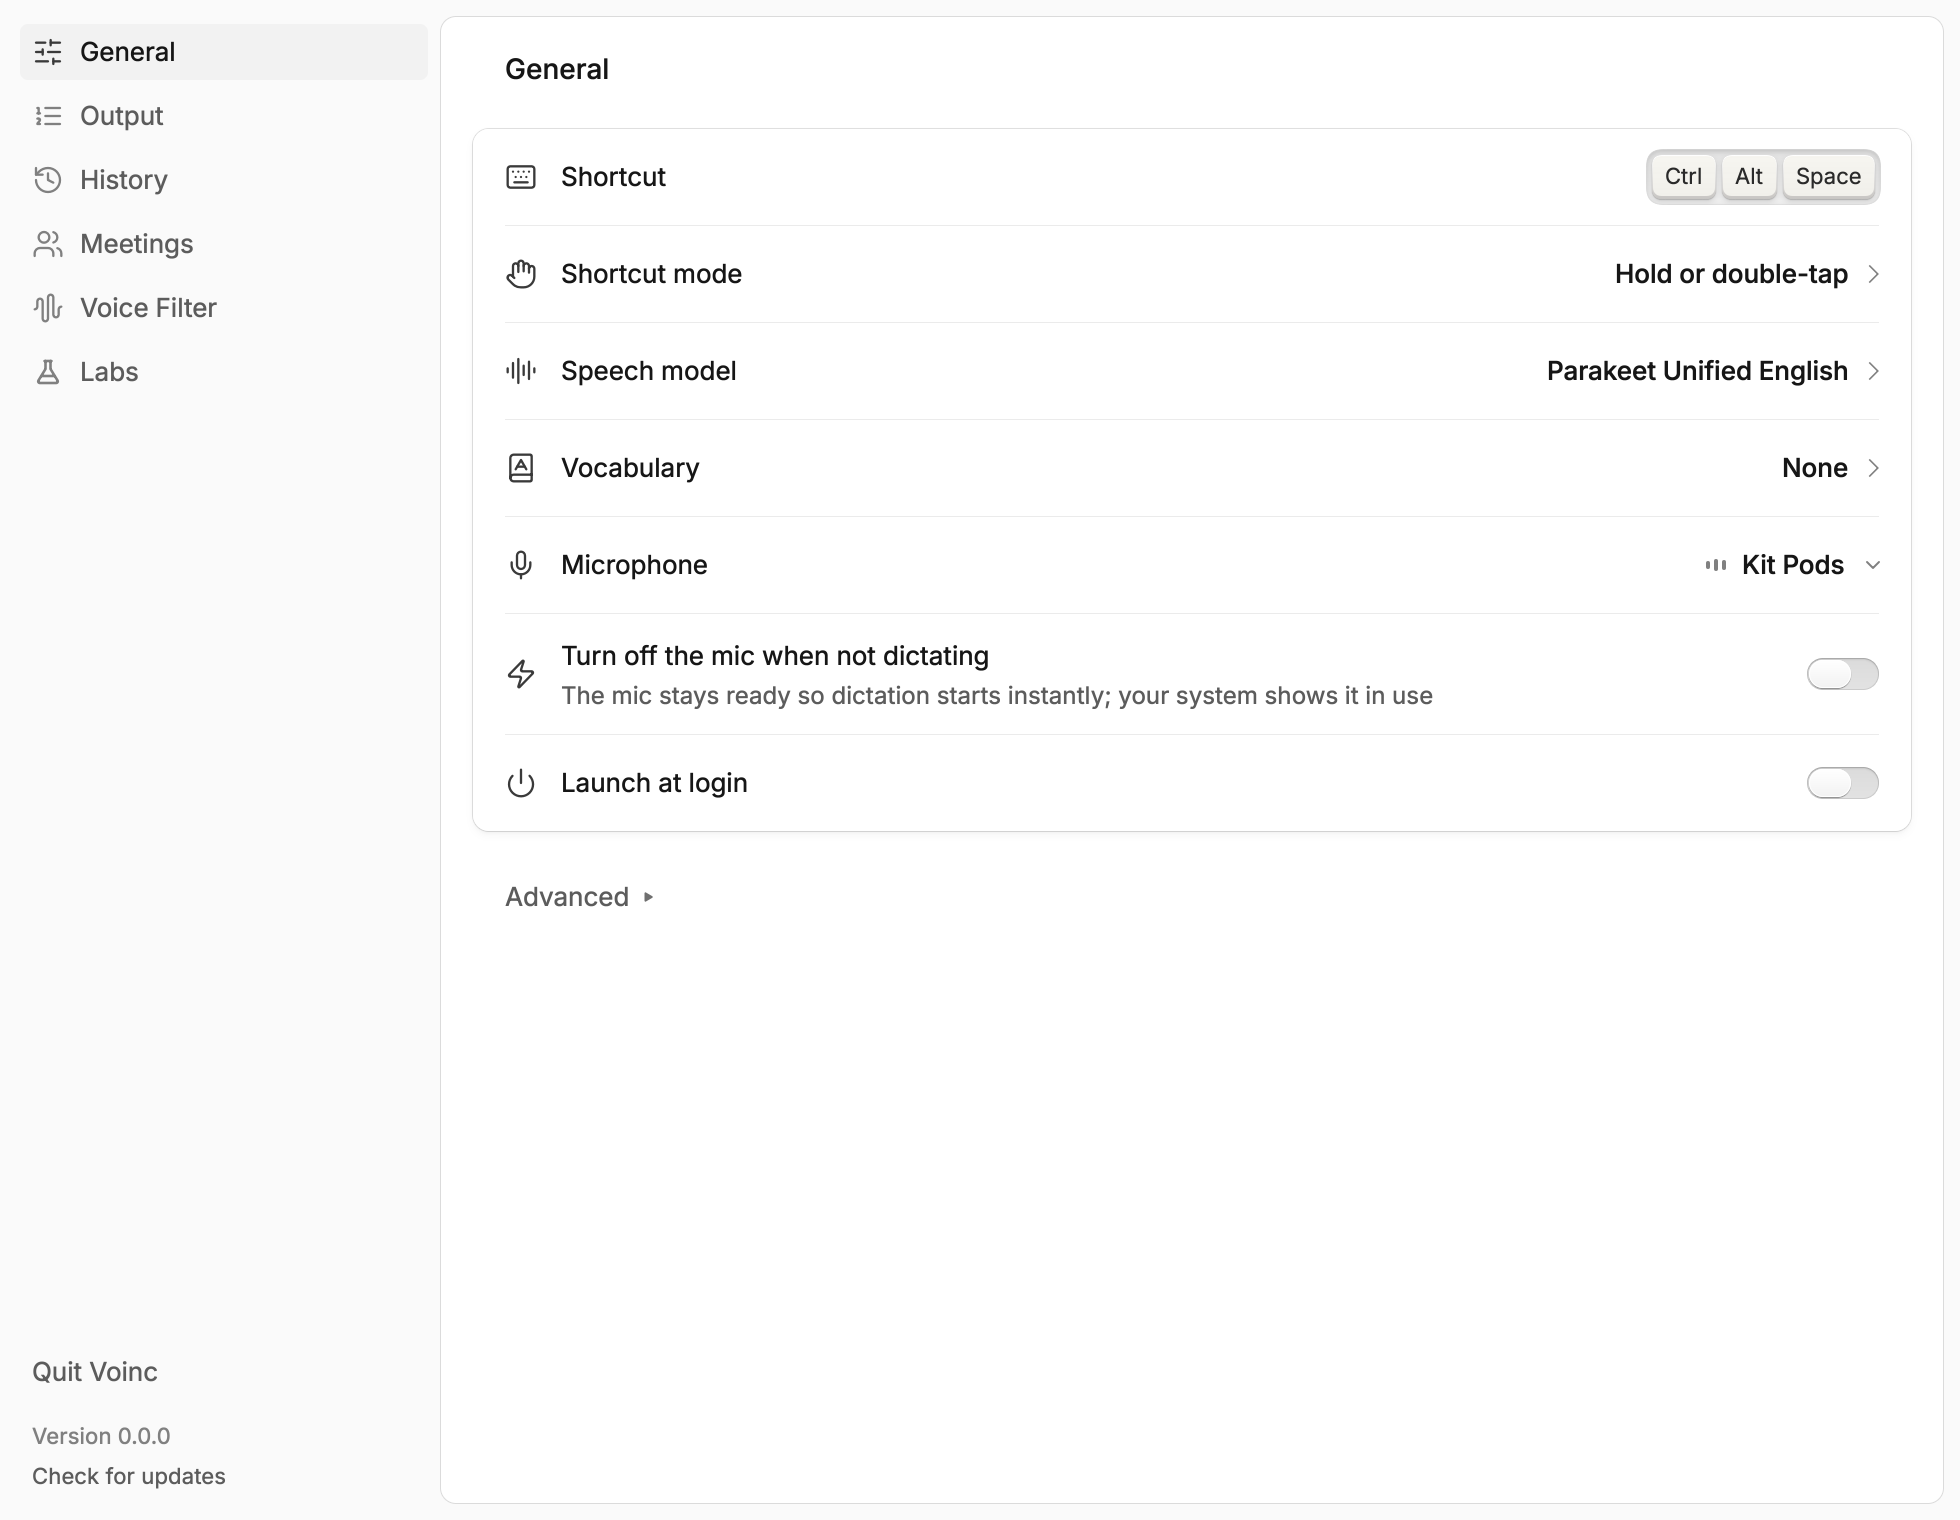 General
Output
History
Meetings
Voice Filter
Labs
Quit Voinc
Version 0.0.0
Check for updates
General
Shortcut
Ctrl Alt Space
Shortcut mode
Hold or double-tap
Speech model
Parakeet Unified English
Vocabulary
None
Microphone
Kit Pods
Turn off the mic when not dictating
The mic stays ready so dictation starts instantly; your system shows it in use
Launch at login
Advanced